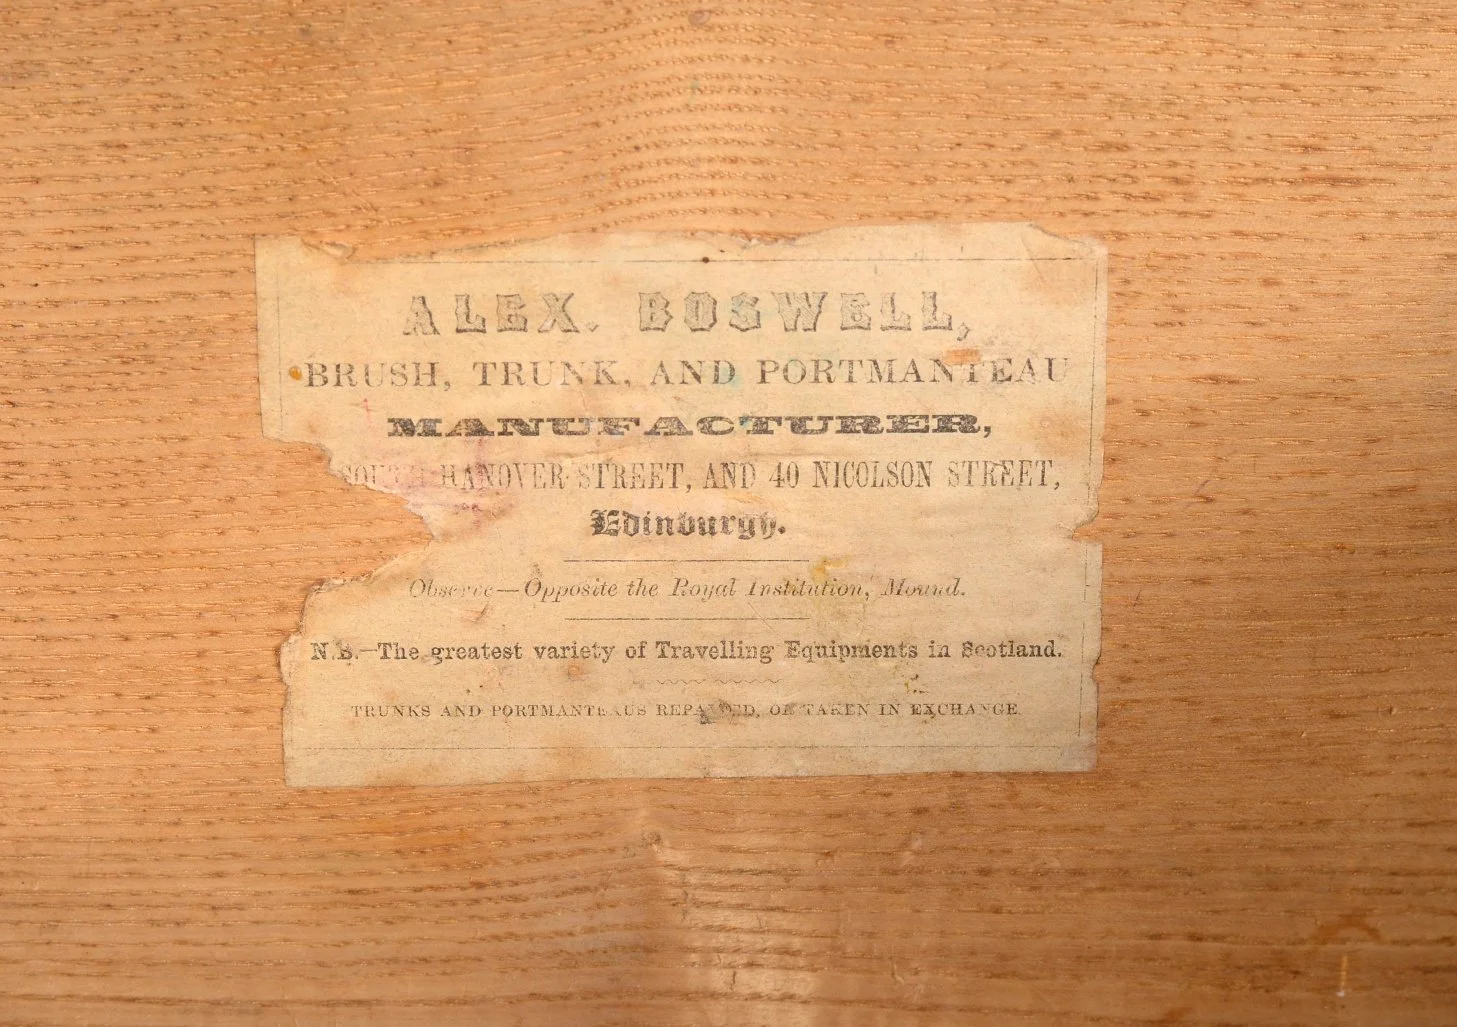 ALEX. BOSWELL,
BRUSH, TRUNK, AND PORTMANTEAU
MANUFACTURER,
SOUTH HANOVER STREET, AND 40 NICOLSON STREET,
Edinburgh.
Observe—Opposite the Royal Institution, Mound.
N.B.—The greatest variety of Travelling Equipments in Scotland.
TRUNKS AND PORTMANTEAUS REPAIRED, OR TAKEN IN EXCHANGE.